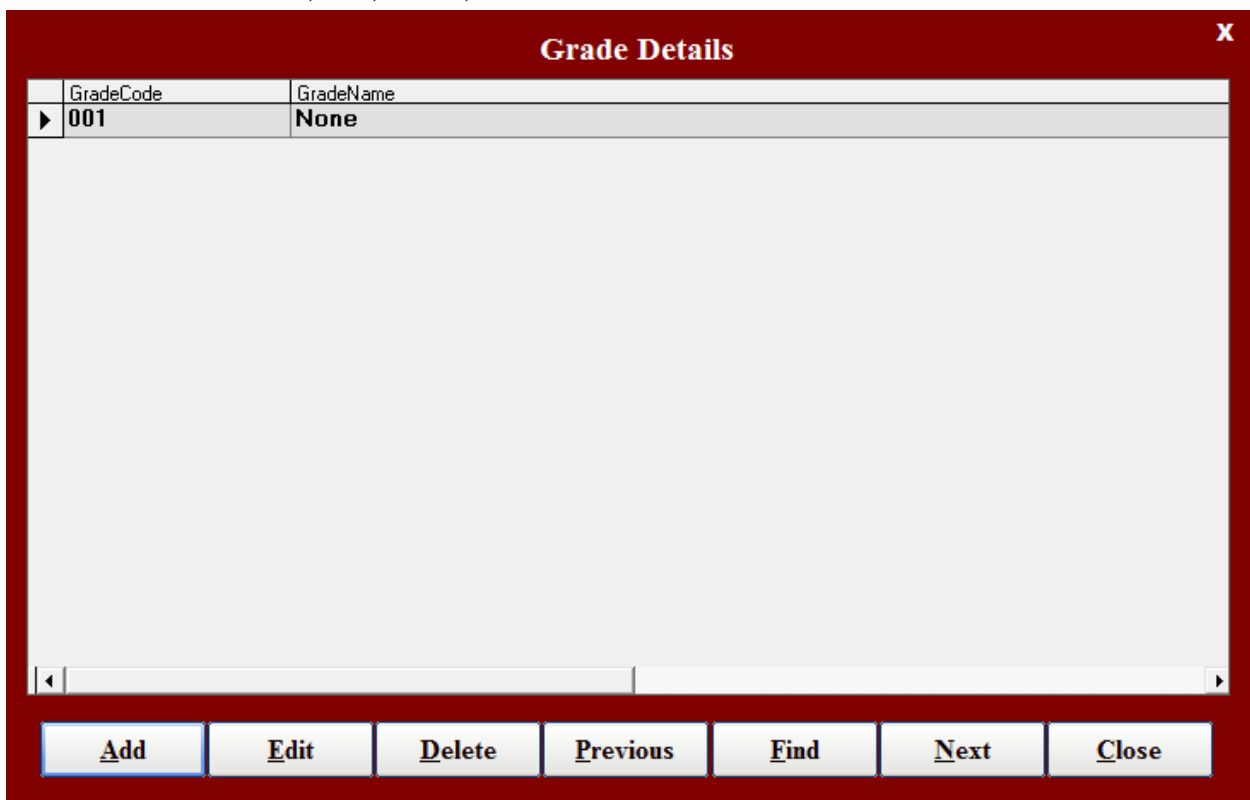 x
Grade Details
GradeCode GradeName
001 None
Add Edit Delete Previous Find Next Close